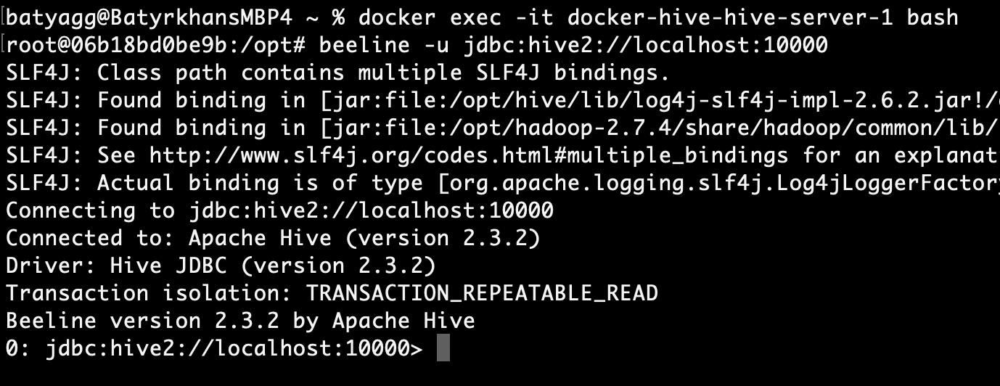 batyagg@BatyrkhansMBP4 ~ % docker exec -it docker-hive-hive-server-1 bash
root@06b18bd0be9b:/opt# beeline -u jdbc:hive2://localhost:10000
SLF4J: Class path contains multiple SLF4J bindings.
SLF4J: Found binding in [jar:file:/opt/hive/lib/log4j-slf4j-impl-2.6.2.jar!/
SLF4J: Found binding in [jar:file:/opt/hadoop-2.7.4/share/hadoop/common/lib/
SLF4J: See http://www.slf4j.org/codes.html#multiple_bindings for an explanat
SLF4J: Actual binding is of type [org.apache.logging.slf4j.Log4jLoggerFactory
Connecting to jdbc:hive2://localhost:10000
Connected to: Apache Hive (version 2.3.2)
Driver: Hive JDBC (version 2.3.2)
Transaction isolation: TRANSACTION_REPEATABLE_READ
Beeline version 2.3.2 by Apache Hive
0: jdbc:hive2://localhost:10000>